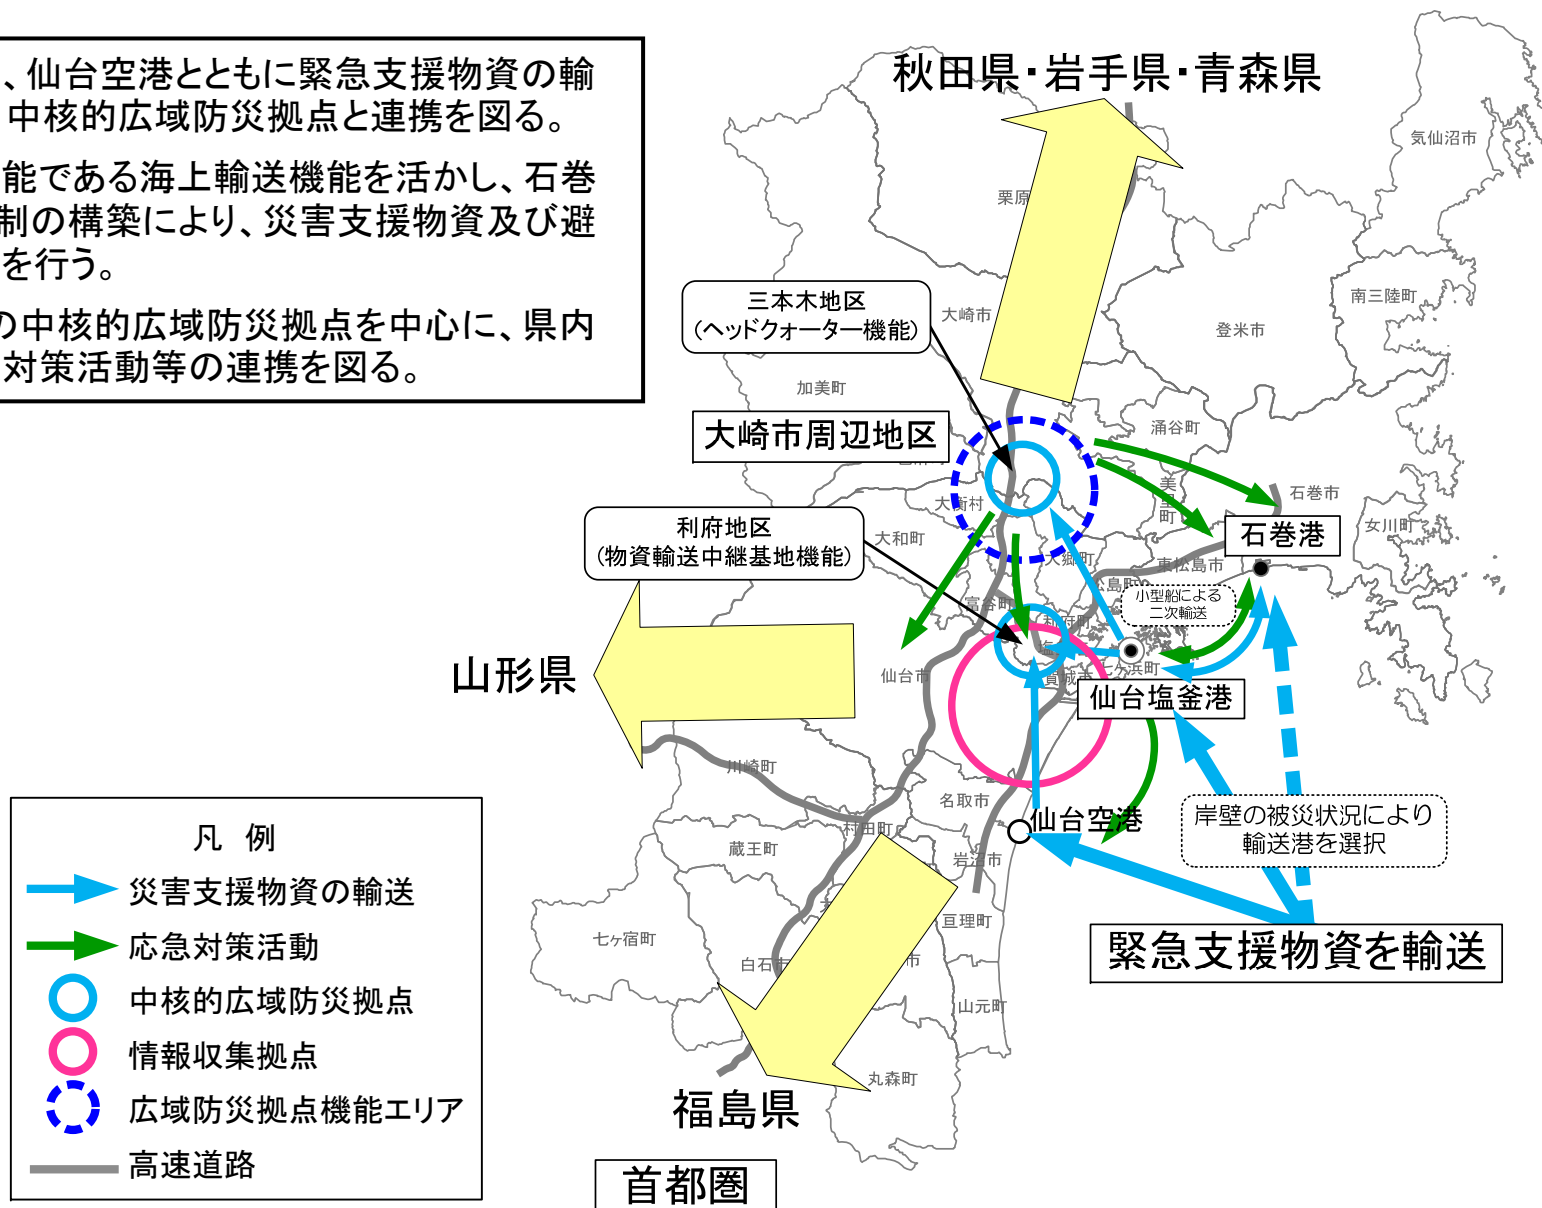 、仙台空港とともに緊急支援物資の輸
中核的広域防災拠点と連携を図る。
能である海上輸送機能を活かし、石巻
制の構築により、災害支援物資及び避
を行う。
の中核的広域防災拠点を中心に、県内
対策活動等の連携を図る。
秋田県・岩手県・青森県
気仙沼市
栗原
三本木地区
(ヘッドクォーター機能)
大崎市
南三陸町
登米市
加美町
大崎市周辺地区
涌谷町
美里町
石巻市
大衡村
利府地区
(物資輸送中継基地機能)
大和町
石巻港
女川町
大郷町
東松島市
松島町
小型船による
二次輸送
富谷町
利府町
七ヶ浜町
山形県
仙台市
仙台塩釜港
川崎町
名取市
仙台空港
岸壁の被災状況により
輸送港を選択
村田町
蔵王町
岩沼市
亘理町
七ヶ宿町
白石市
市
緊急支援物資を輸送
山元町
丸森町
福島県
首都圏
凡 例
災害支援物資の輸送
応急対策活動
中核的広域防災拠点
情報収集拠点
広域防災拠点機能エリア
高速道路